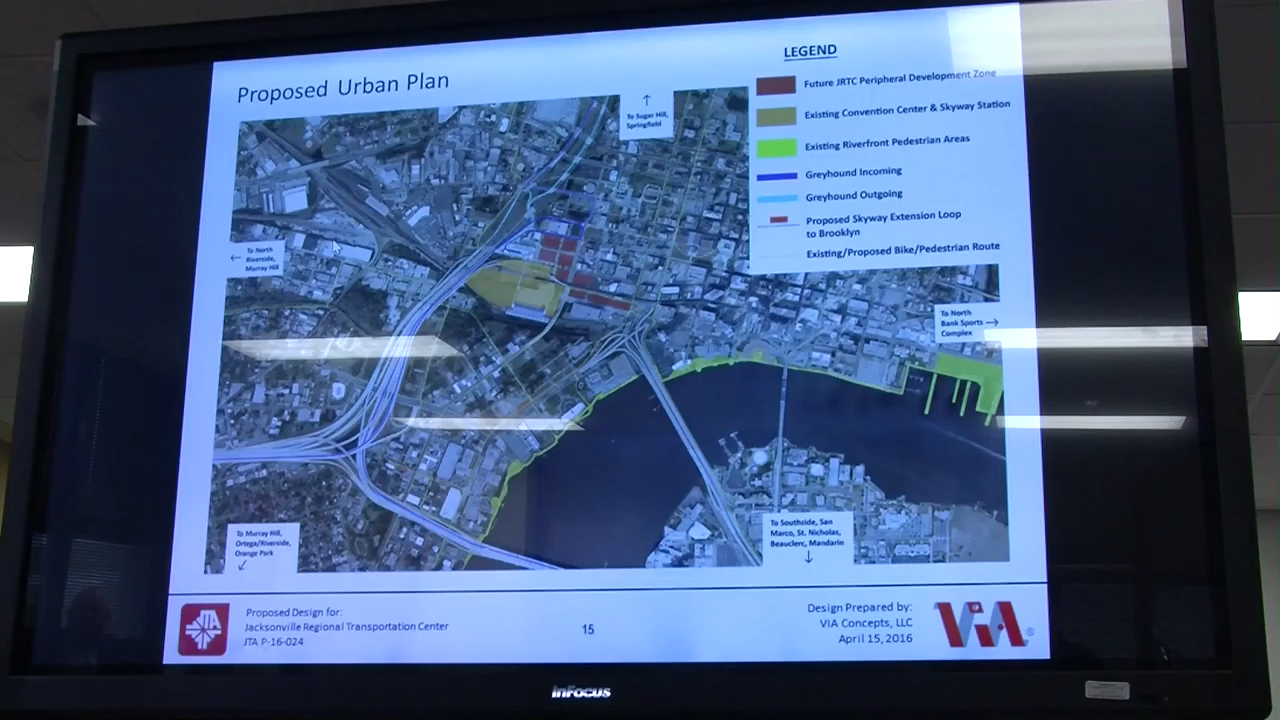 Proposed Urban Plan
LEGEND
Future JRTC Peripheral Development Zone
Existing Convention Center & Skyway Station
Existing Riverfront Pedestrian Areas
Greyhound Incoming
Greyhound Outgoing
Proposed Skyway Extension Loop
to Brooklyn
Existing/Proposed Bike/Pedestrian Route
To Sugar Hill,
Springfield
To North
Riverside,
Murray Hill
To North
Bank Sports
Complex
To Murray Hill,
Ortega/Riverside,
Orange Park
To Southside, San
Marco, St. Nicholas,
Beauclerc, Mandarin
JTA
Proposed Design for:
Jacksonville Regional Transportation Center
JTA P-16-024
15
Design Prepared by:
VIA Concepts, LLC
April 15, 2016
ViA®
InFocus